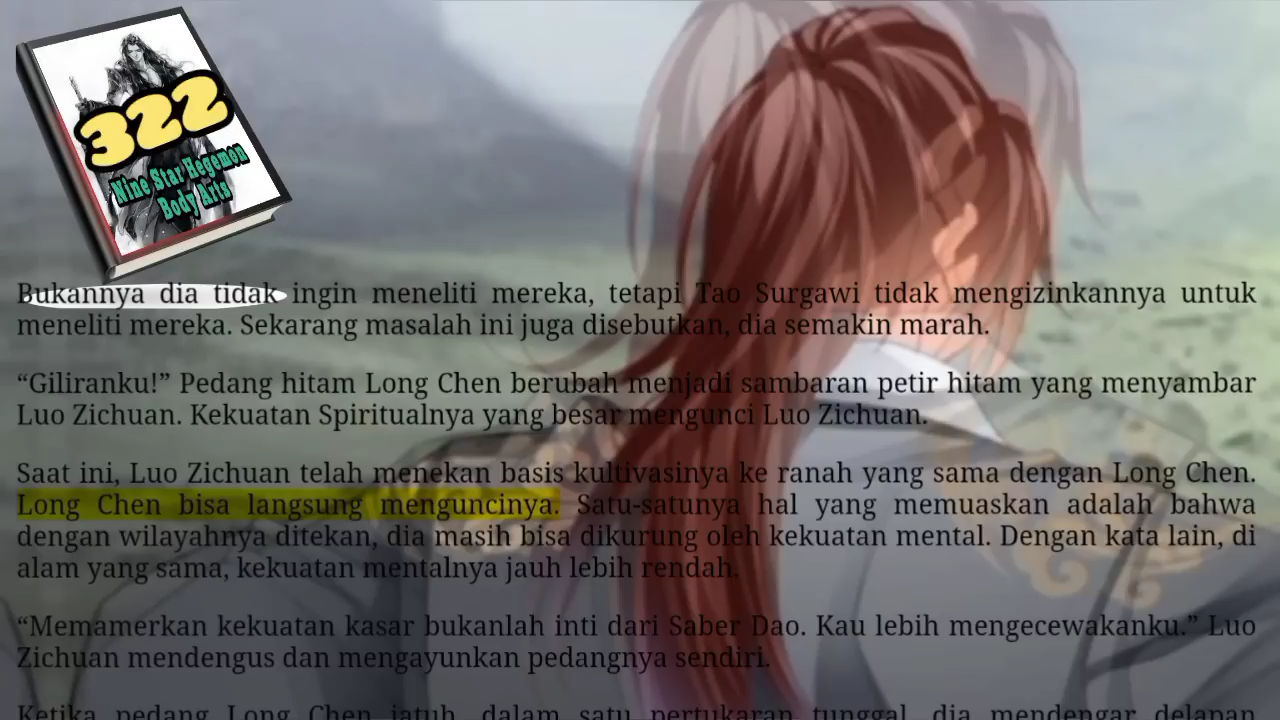 322
Nine Star Hegemon
Body Arts
Bukannya dia tidak ingin meneliti mereka, tetapi Tao Surgawi tidak mengizinkannya untuk
meneliti mereka. Sekarang masalah ini juga disebutkan, dia semakin marah.
“Giliranku!” Pedang hitam Long Chen berubah menjadi sambaran petir hitam yang menyambar
Luo Zichuan. Kekuatan Spiritualnya yang besar mengunci Luo Zichuan.
Saat ini, Luo Zichuan telah menekan basis kultivasinya ke ranah yang sama dengan Long Chen.
Long Chen bisa langsung menguncinya. Satu-satunya hal yang memuaskan adalah bahwa
dengan wilayahnya ditekan, dia masih bisa dikurung oleh kekuatan mental. Dengan kata lain, di
alam yang sama, kekuatan mentalnya jauh lebih rendah.
“Memamerkan kekuatan kasar bukanlah inti dari Saber Dao. Kau lebih mengecewakanku.” Luo
Zichuan mendengus dan mengayunkan pedangnya sendiri.
Ketika pedang Long Chen jatuh, dalam satu pertukaran tunggal, dia mendengar delapan